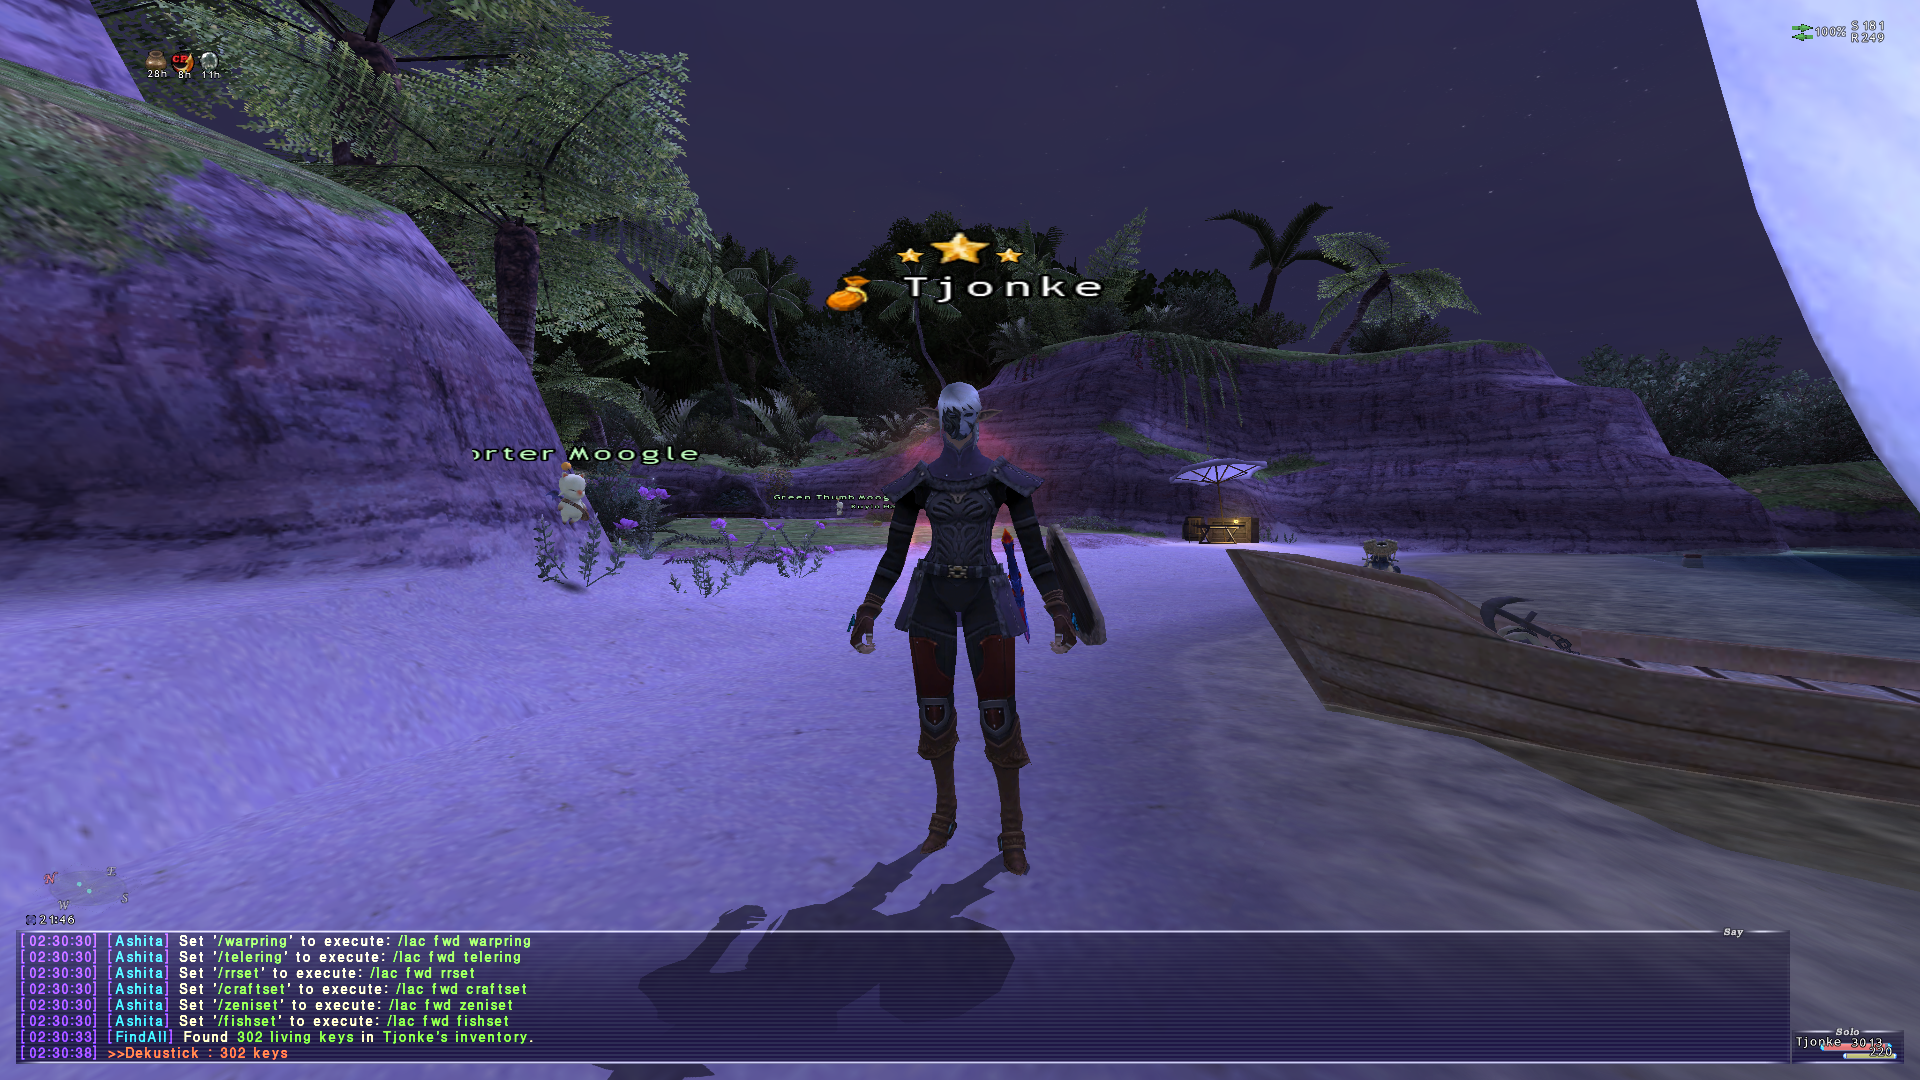 28h 8h 11h
100% S 181
R 249
Tjonke
orter Moogle
Green Thumb Moog
N E
W S
21:46
Say
[02:30:30] [Ashita] Set '/warpring' to execute: /lac fwd warpring
[02:30:30] [Ashita] Set '/telering' to execute: /lac fwd telering
[02:30:30] [Ashita] Set '/rrset' to execute: /lac fwd rrset
[02:30:30] [Ashita] Set '/craftset' to execute: /lac fwd craftset
[02:30:30] [Ashita] Set '/zeniset' to execute: /lac fwd zeniset
[02:30:30] [Ashita] Set '/fishset' to execute: /lac fwd fishset
[02:30:33] [FindAll] Found 302 living keys in Tjonke's inventory.
[02:30:38] >>Dekustick : 302 keys
Solo
Tjonke 3013
220